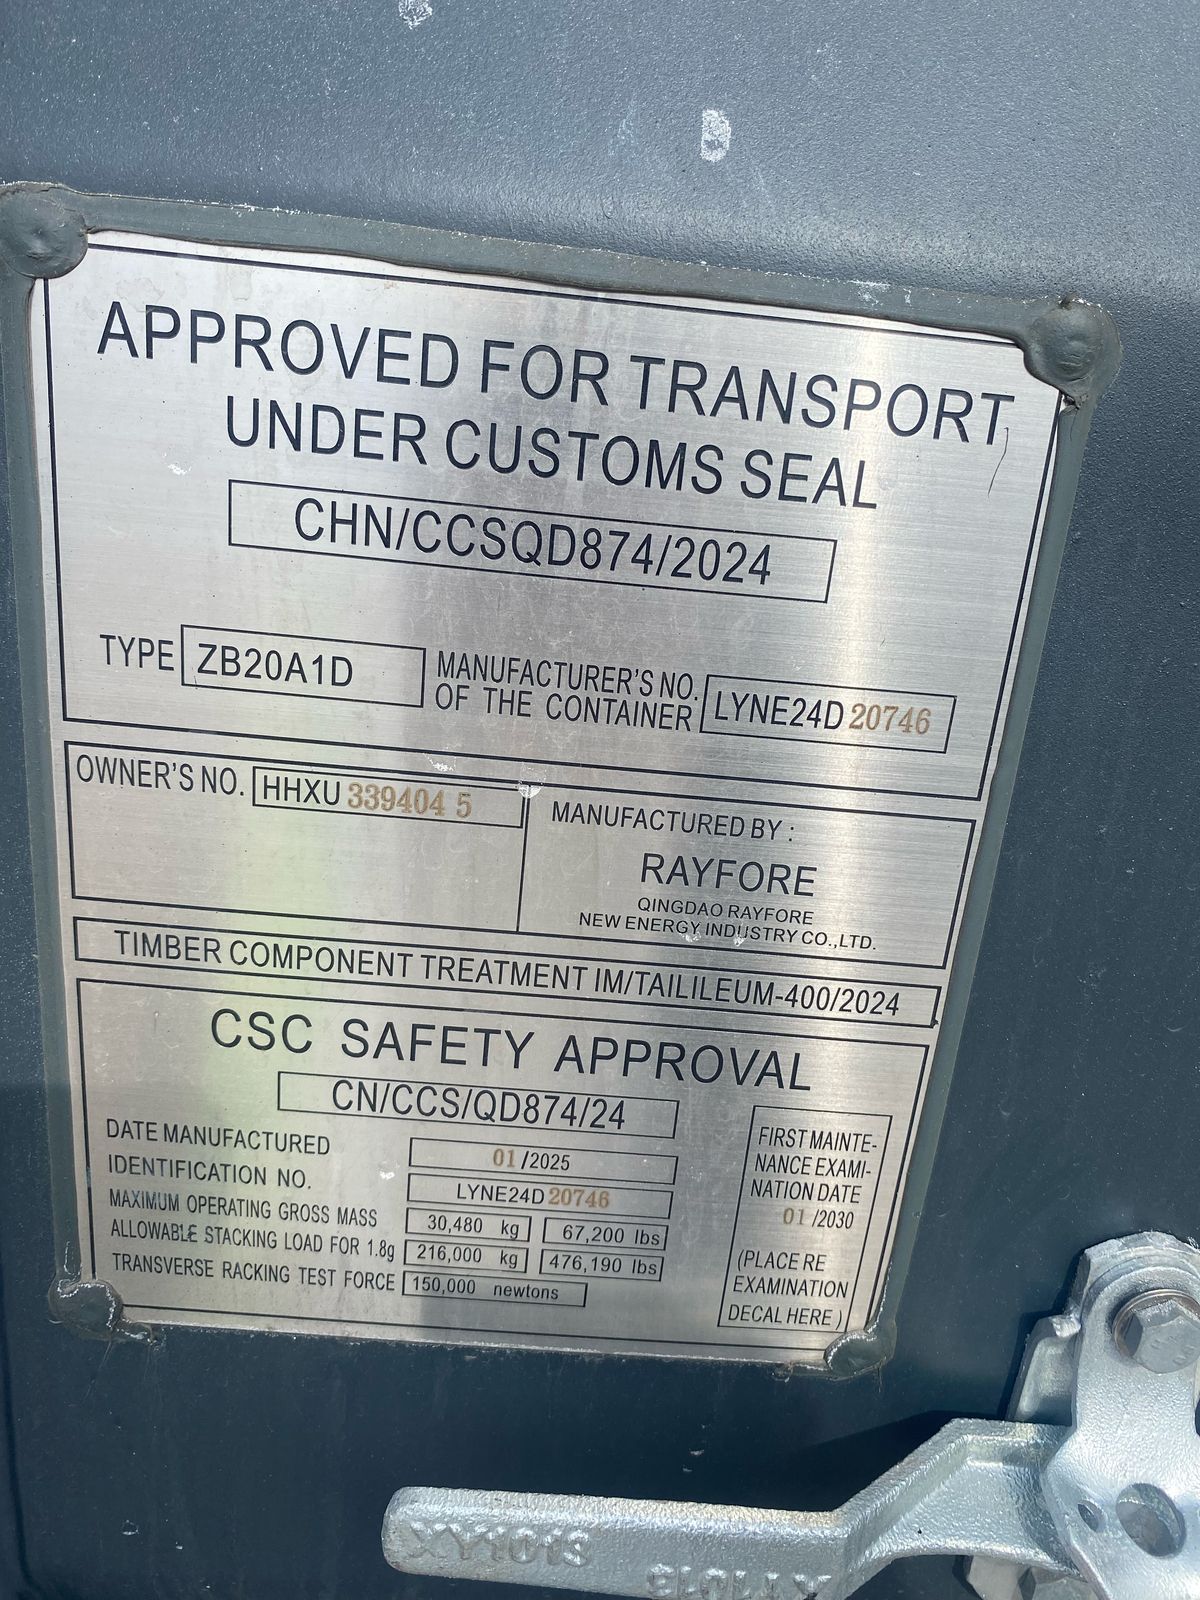 APPROVED FOR TRANSPORT
UNDER CUSTOMS SEAL
CHN/CCSQD874/2024
TYPE ZB20A1D
MANUFACTURER'S NO.
OF THE CONTAINER LYNE24D 20746
OWNER'S NO. HHXU 339404 5
MANUFACTURED BY :
RAYFORE
QINGDAO RAYFORE
NEW ENERGY INDUSTRY CO.,LTD.
TIMBER COMPONENT TREATMENT IM/TAILILEUM-400/2024
CSC SAFETY APPROVAL
CN/CCS/QD874/24
DATE MANUFACTURED 01/2025
IDENTIFICATION NO. LYNE24D 20746
MAXIMUM OPERATING GROSS MASS 30,480 kg 67,200 lbs
ALLOWABLE STACKING LOAD FOR 1.8g 216,000 kg 476,190 lbs
TRANSVERSE RACKING TEST FORCE 150,000 newtons
FIRST MAINTE-
NANCE EXAMI-
NATION DATE
01/2030
(PLACE RE
EXAMINATION
DECAL HERE)
XY1013